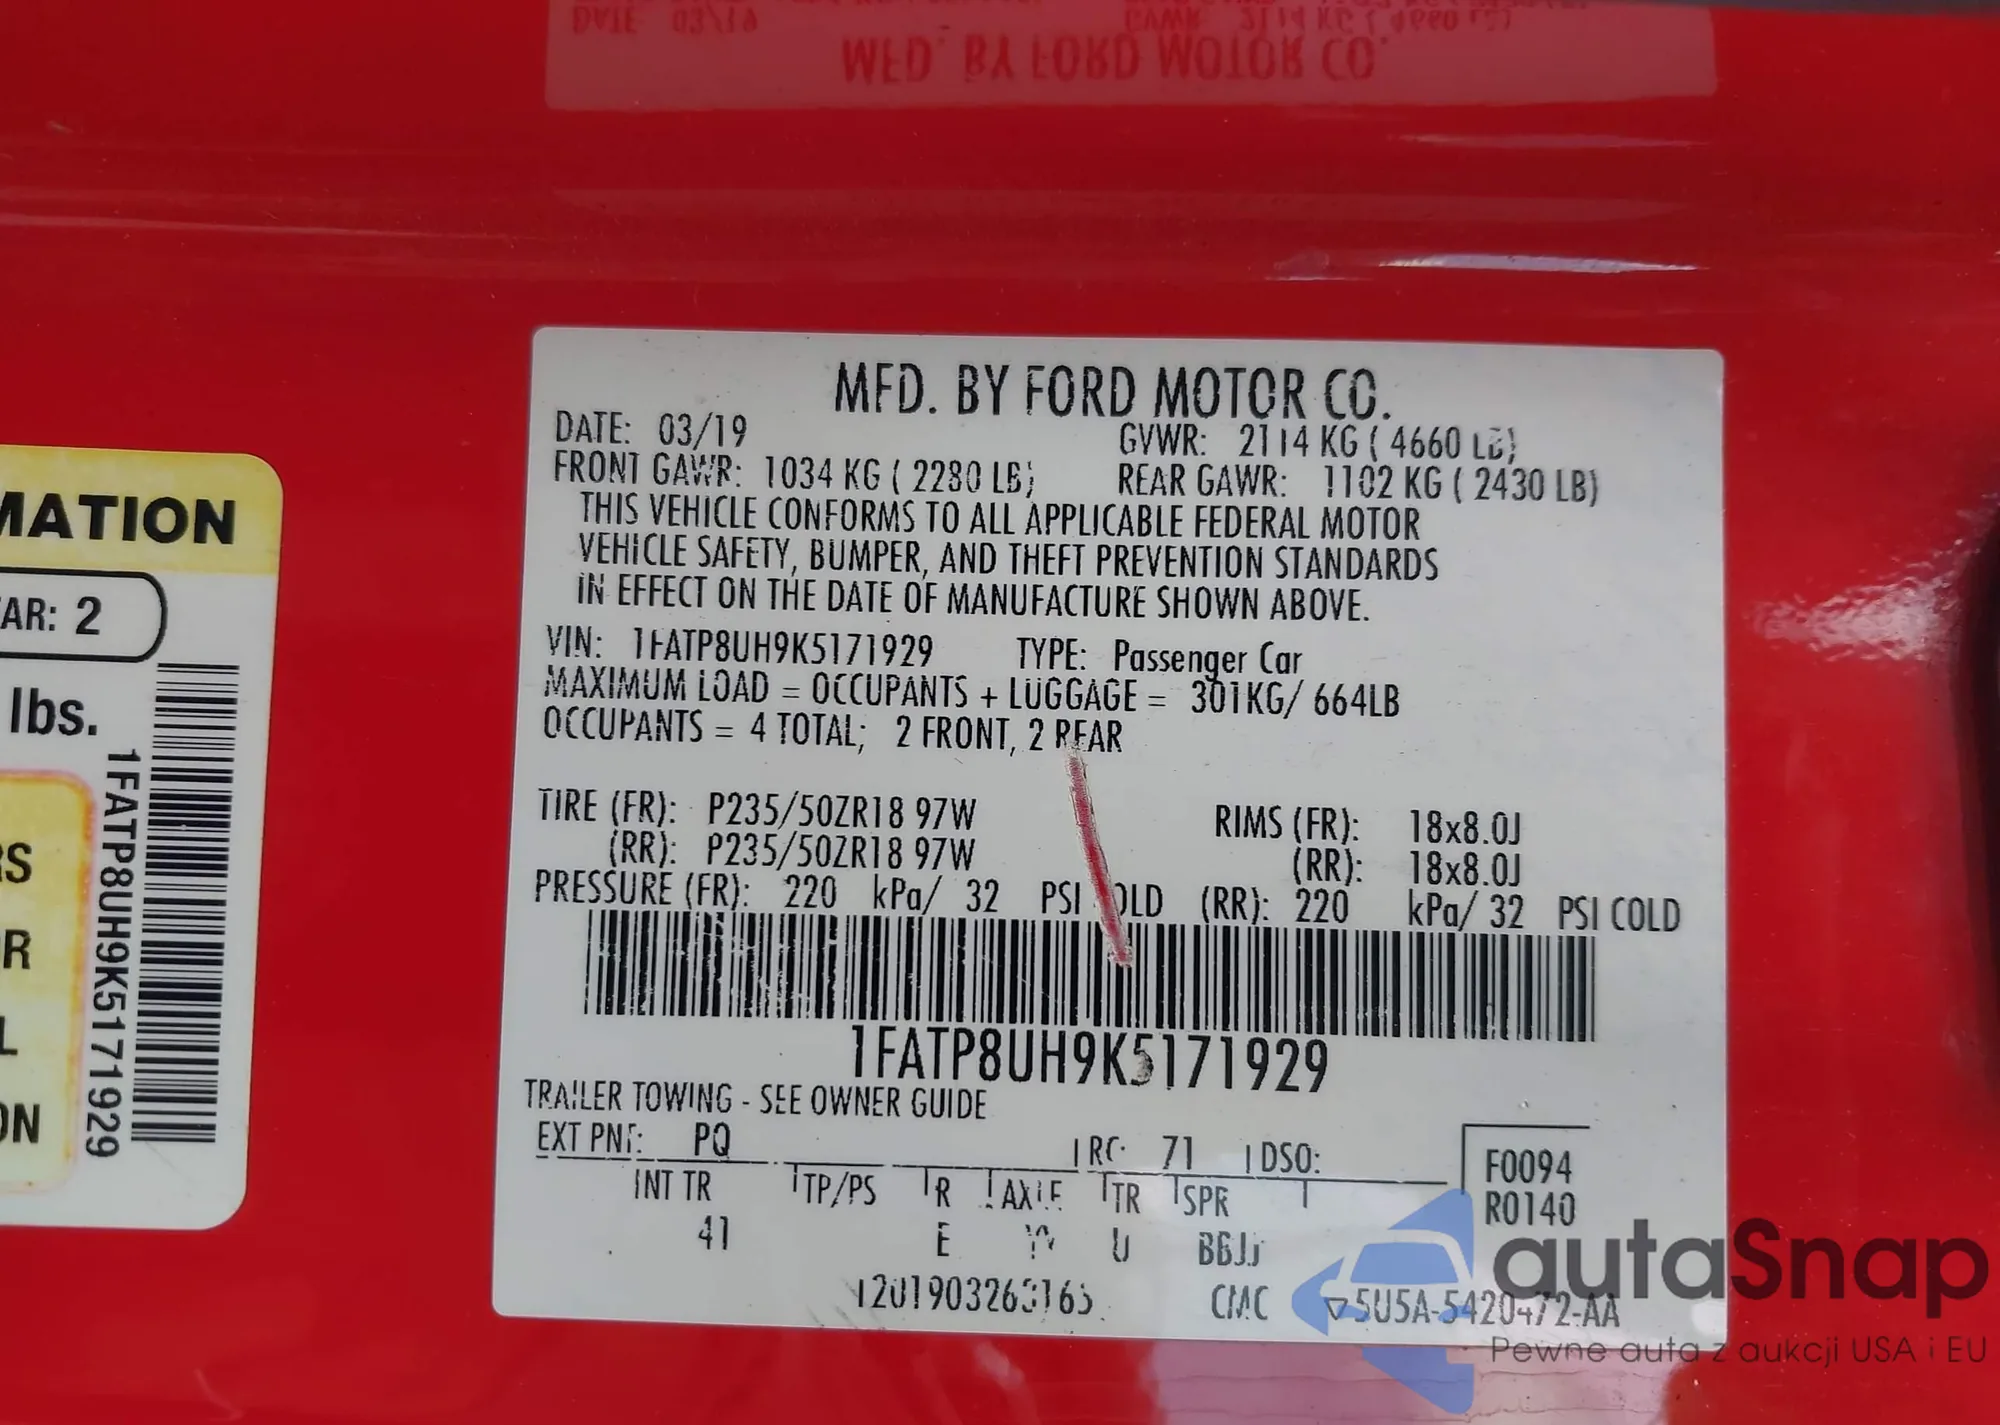 MFD. BY FORD MOTOR CO.
DATE: 03/19 GVWR: 2114 KG ( 4660 LB)
FRONT GAWR: 1034 KG ( 2280 LB) REAR GAWR: 1102 KG ( 2430 LB)
THIS VEHICLE CONFORMS TO ALL APPLICABLE FEDERAL MOTOR
VEHICLE SAFETY, BUMPER, AND THEFT PREVENTION STANDARDS
IN EFFECT ON THE DATE OF MANUFACTURE SHOWN ABOVE.
VIN: 1FATP8UH9K5171929 TYPE: Passenger Car
MAXIMUM LOAD = OCCUPANTS + LUGGAGE = 301KG/ 664LB
OCCUPANTS = 4 TOTAL; 2 FRONT, 2 REAR
TIRE (FR): P235/50ZR18 97W RIMS (FR): 18x8.0J
(RR): P235/50ZR18 97W (RR): 18x8.0J
PRESSURE (FR): 220 kPa/ 32 PSI COLD (RR): 220 kPa/ 32 PSI COLD
1FATP8UH9K5171929
TRAILER TOWING - SEE OWNER GUIDE
EXT PNT: PQ RC: 71 DSO:
F0094
R0140
INT TR TP/PS R AXLE TR SPR
41 E U
CMC ▽5U5A-5420472-AA
MATION
AR: 2
lbs.
RS
R
L
ON
1FATP8UH9K5171929
autaSnap
Pewne auta z aukcji USA i EU